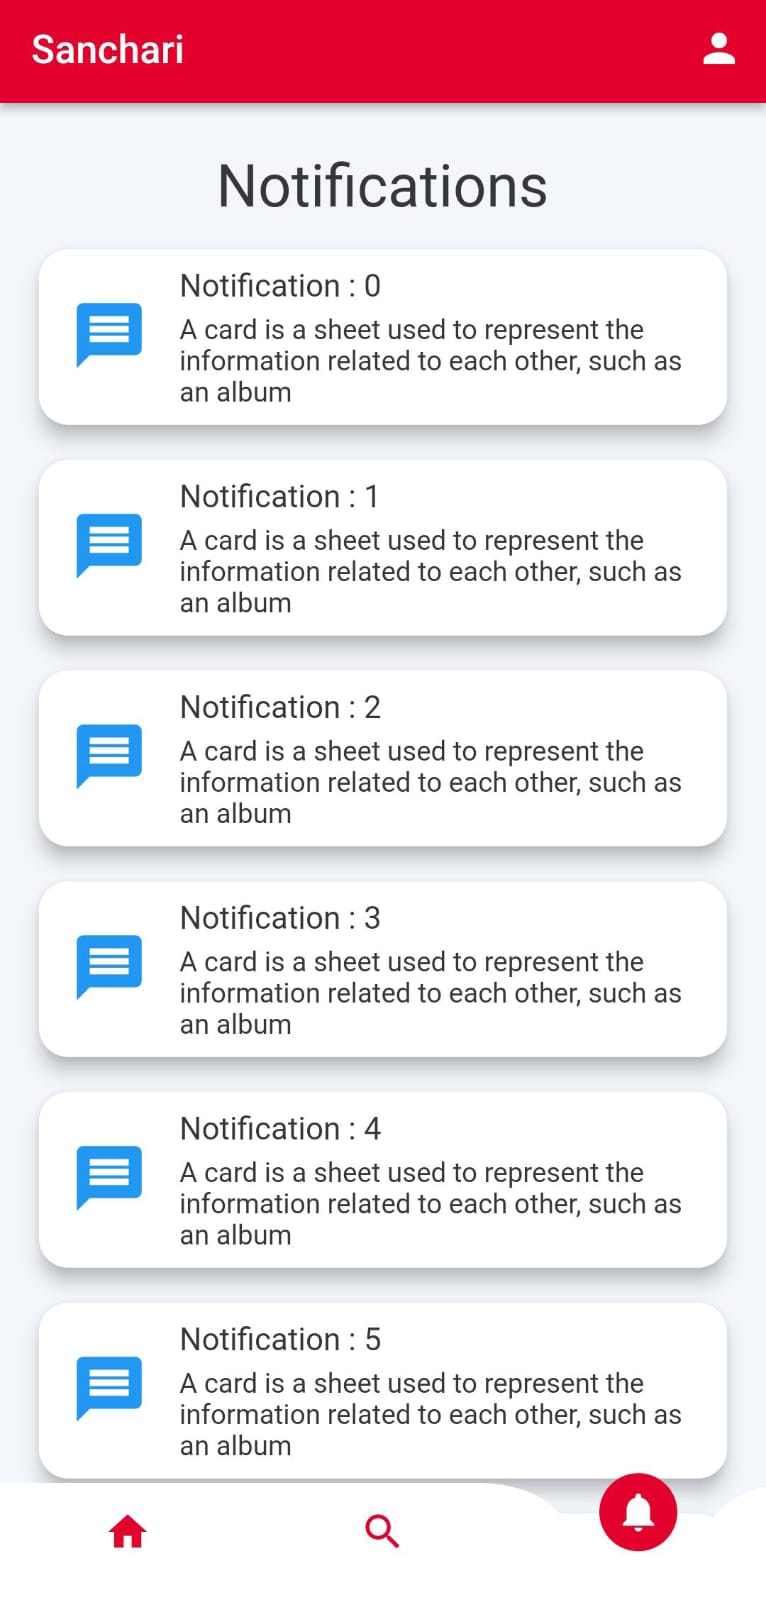 Sanchari
Notifications
Notification : 0
A card is a sheet used to represent the
information related to each other, such as
an album
Notification : 1
A card is a sheet used to represent the
information related to each other, such as
an album
Notification : 2
A card is a sheet used to represent the
information related to each other, such as
an album
Notification : 3
A card is a sheet used to represent the
information related to each other, such as
an album
Notification : 4
A card is a sheet used to represent the
information related to each other, such as
an album
Notification : 5
A card is a sheet used to represent the
information related to each other, such as
an album